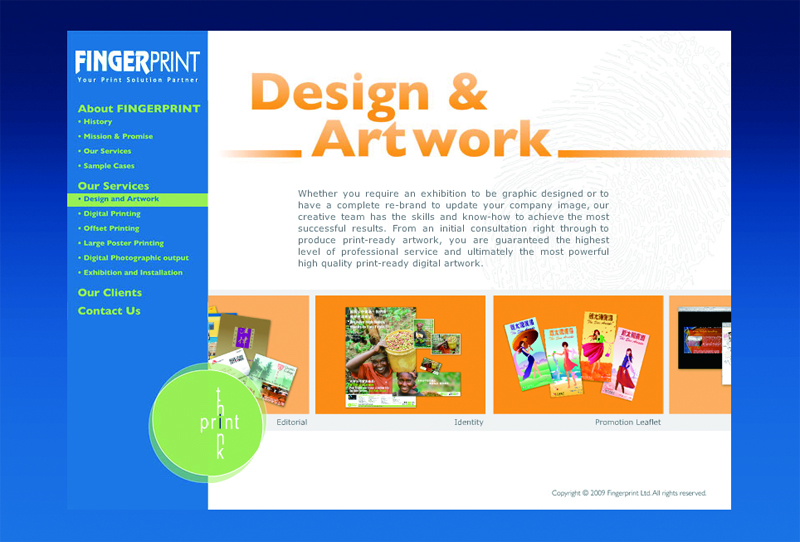 FINGERPRINT
Your Print Solution Partner
About FINGERPRINT
• History
• Mission & Promise
• Our Services
• Sample Cases
Our Services
• Design and Artwork
• Digital Printing
• Offset Printing
• Large Poster Printing
• Digital Photographic output
• Exhibition and Installation
Our Clients
Contact Us
Design &
Artwork
Whether you require an exhibition to be graphic designed or to
have a complete re-brand to update your company image, our
creative team has the skills and know-how to achieve the most
successful results. From an initial consultation right through to
produce print-ready artwork, you are guaranteed the highest
level of professional service and ultimately the most powerful
high quality print-ready digital artwork.
think
print
Editorial
Identity
Promotion Leaflet
Copyright © 2009 Fingerprint Ltd. All rights reserved.